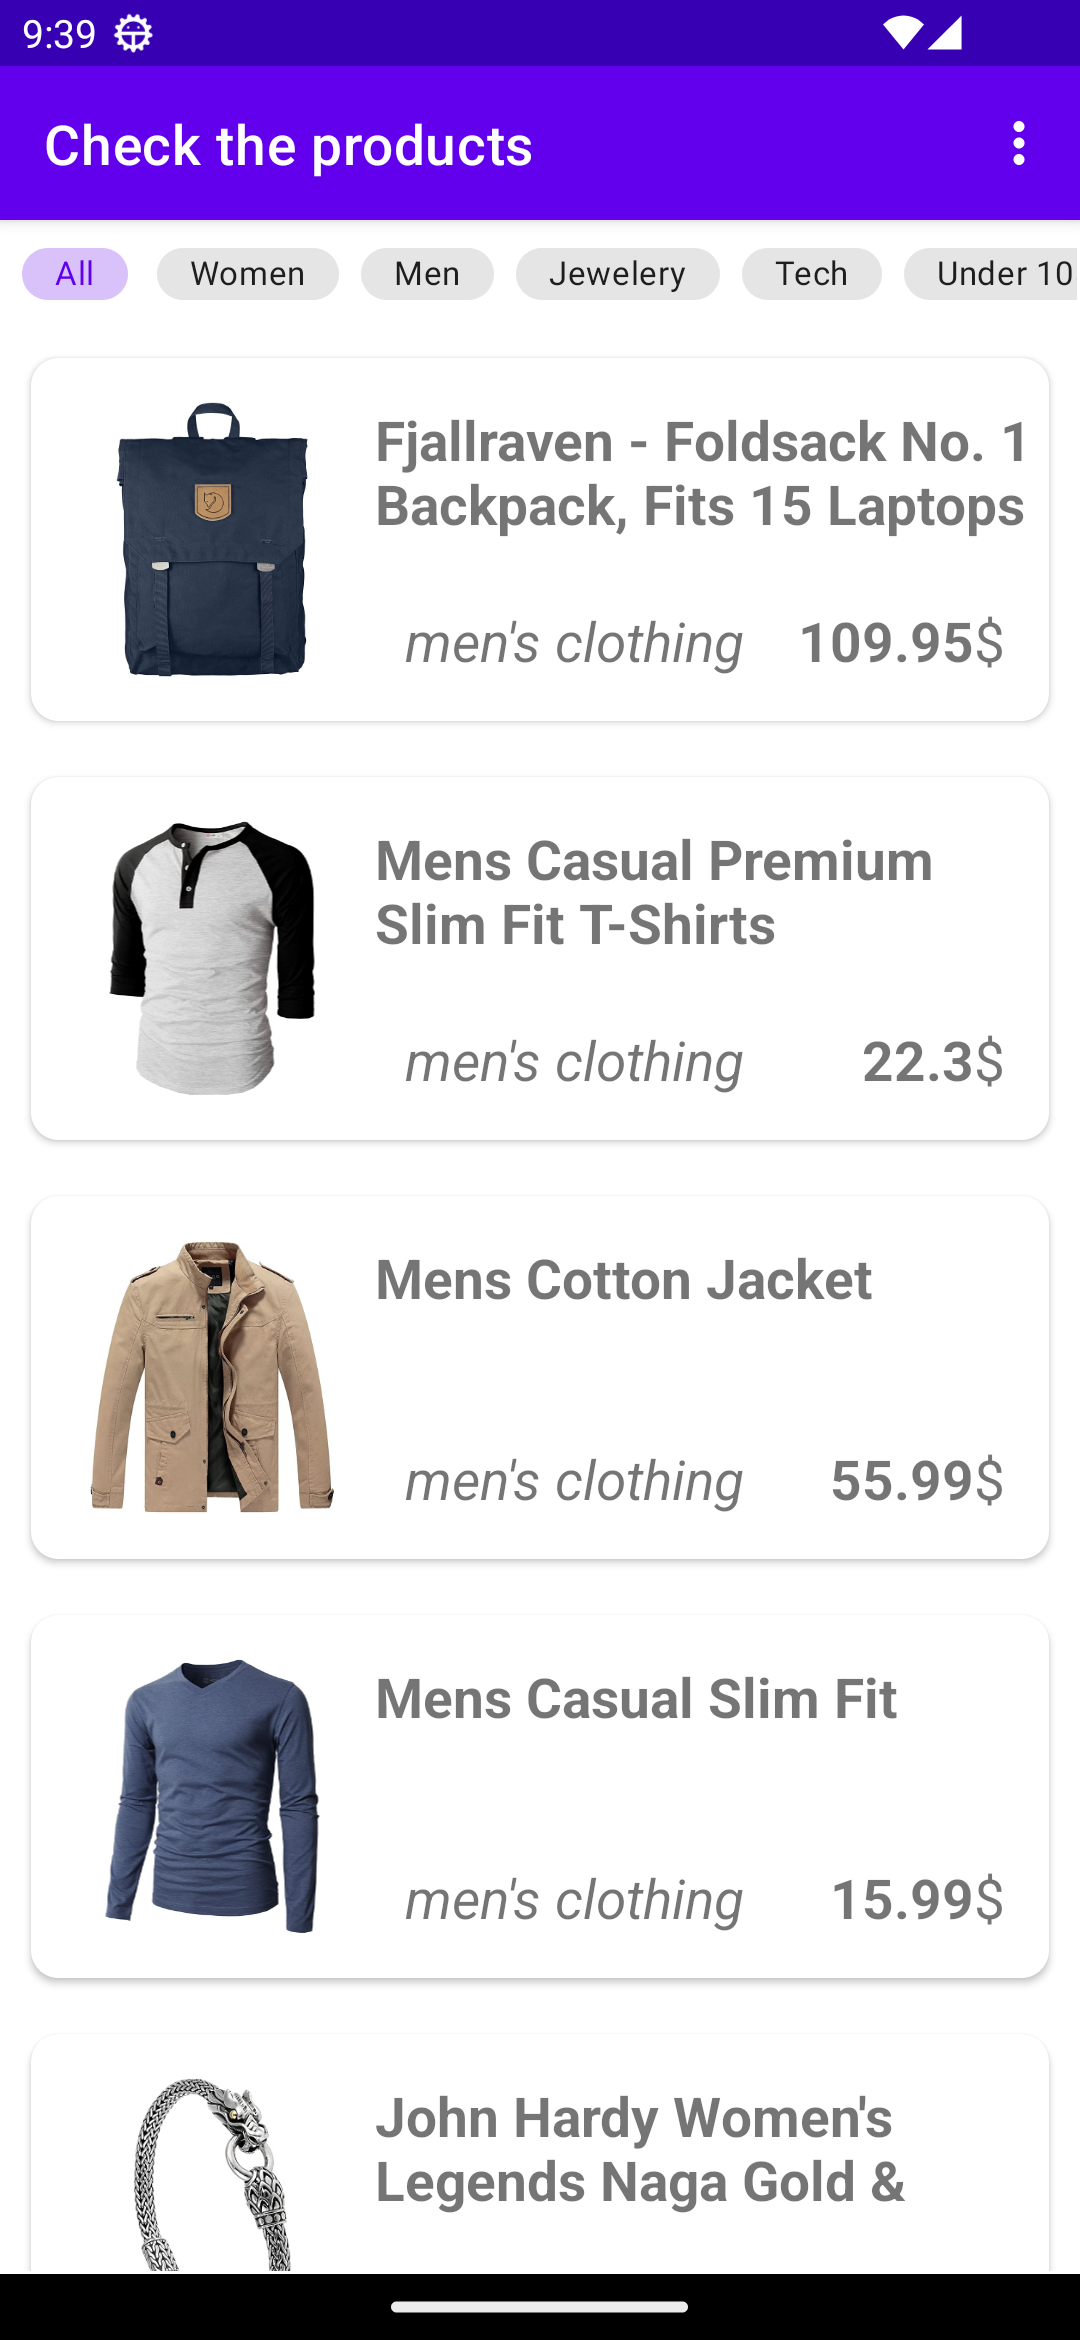 9:39
Check the products
All Women Men Jewelery Tech Under 10
Fjallraven - Foldsack No. 1
Backpack, Fits 15 Laptops
men's clothing 109.95$
Mens Casual Premium
Slim Fit T-Shirts
men's clothing 22.3$
Mens Cotton Jacket
men's clothing 55.99$
Mens Casual Slim Fit
men's clothing 15.99$
John Hardy Women's
Legends Naga Gold &